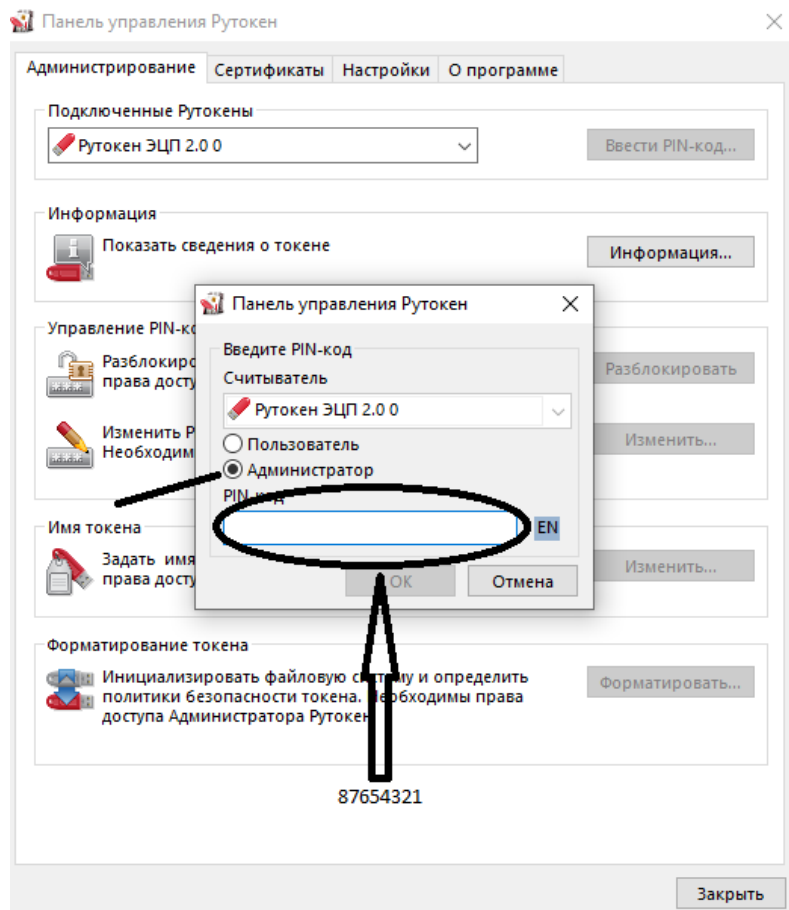 Панель управления Рутокен
Администрирование Сертификаты Настройки О программе
Подключенные Рутокены
Рутокен ЭЦП 2.0 0
Ввести PIN-код...
Информация
Показать сведения о токене
Информация...
Управление PIN-ко
Разблокиро
права досту
Разблокировать
Изменить P
Необходим
Изменить...
Имя токена
Задать имя
права досту
Изменить...
Панель управления Рутокен
Введите PIN-код
Считыватель
Рутокен ЭЦП 2.0 0
Пользователь
Администратор
PIN-код
EN
ОК
Отмена
Форматирование токена
Инициализировать файловую систему и определить
политики безопасности токена. Необходимы права
доступа Администратора Рутокен
Форматировать...
87654321
Закрыть